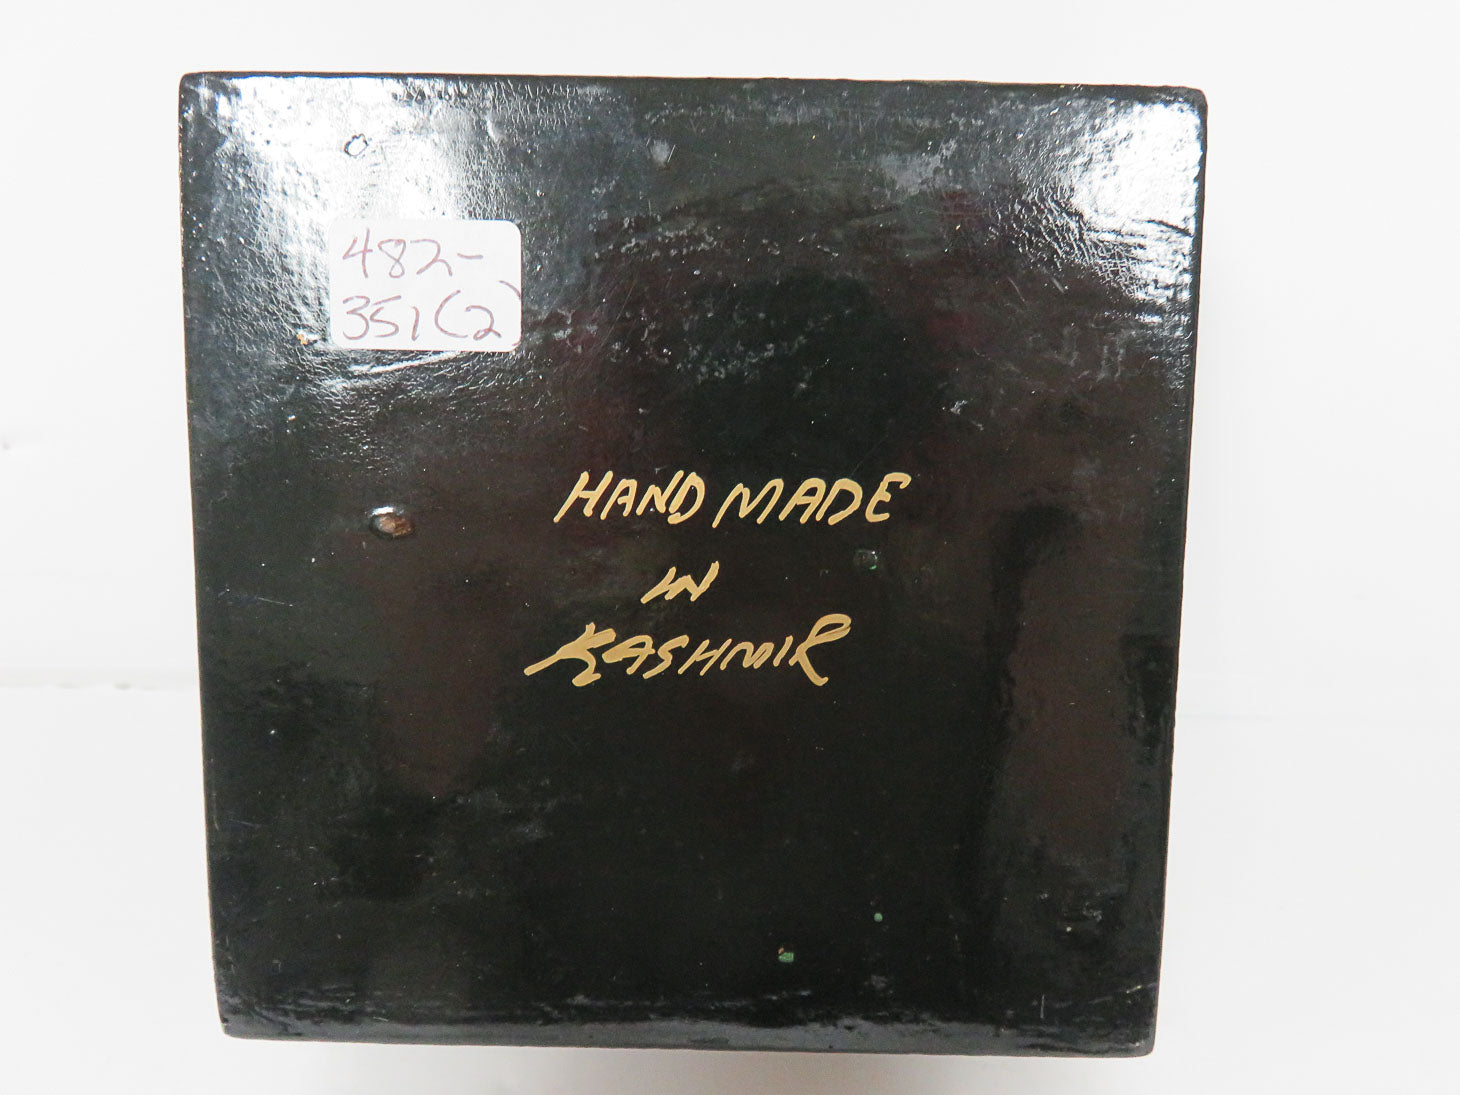 482-
351(2)
HAND MADE
IN
KASHMIR